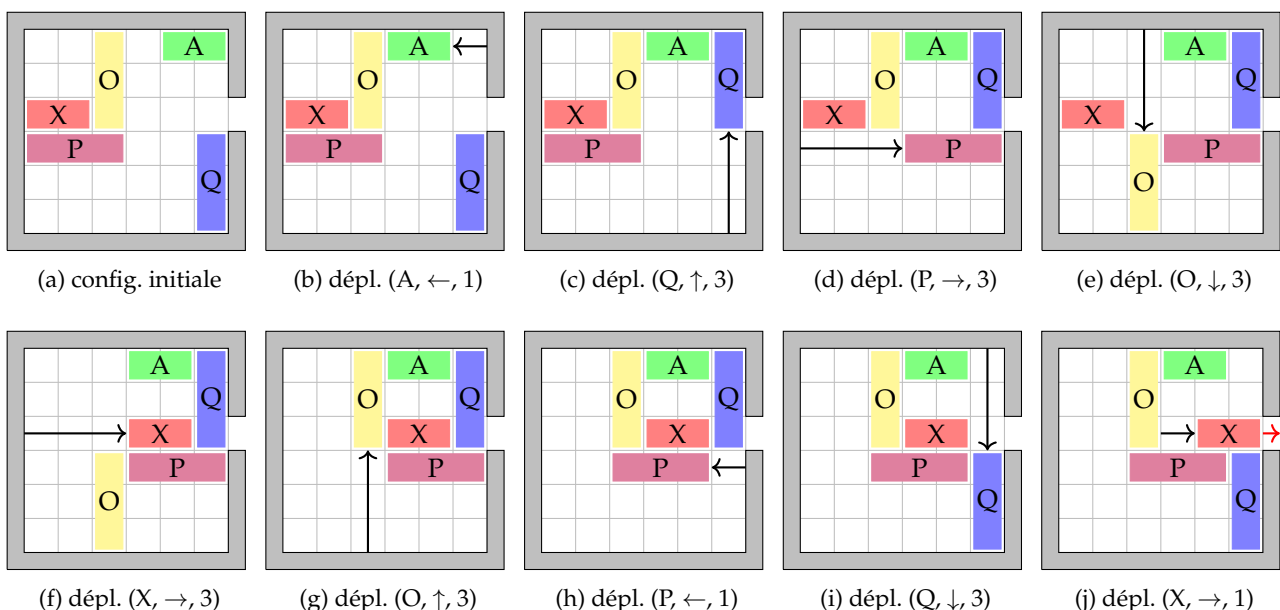 A
O
X
P
Q
(a) config. initiale
A
O
X
P
Q
(b) dépl. (A, ←, 1)
A
Q
O
X
P
(c) dépl. (Q, ↑, 3)
A
Q
O
X
P
(d) dépl. (P, →, 3)
A
Q
X
P
O
(e) dépl. (O, ↓, 3)
A
Q
X
P
O
(f) dépl. (X, →, 3)
A
Q
O
X
P
(g) dépl. (O, ↑, 3)
A
Q
O
X
P
(h) dépl. (P, ←, 1)
A
O
X
P
Q
(i) dépl. (Q, ↓, 3)
A
O
X
P
Q
(j) dépl. (X, →, 1)